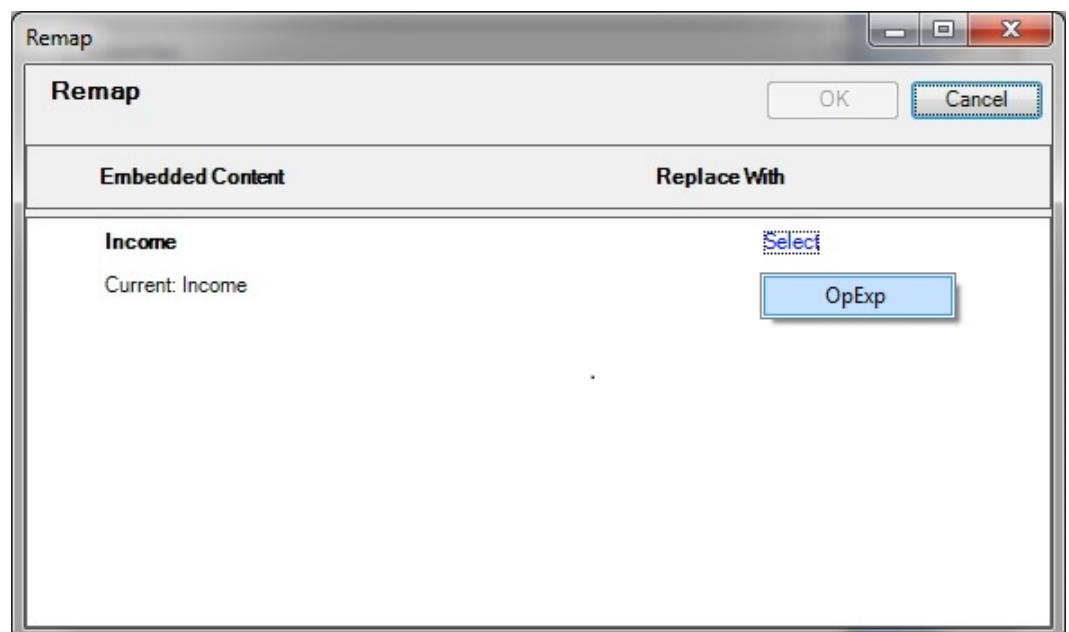 Remap
Remap
OK Cancel
Embedded Content Replace With
Income Select
Current: Income
OpExp